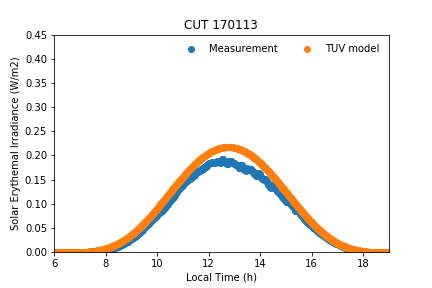 CUT 170113
Measurement
TUV model
Solar Erythemal Irradiance (W/m2)
0.45
0.40
0.35
0.30
0.25
0.20
0.15
0.10
0.05
0.00
6 8 10 12 14 16 18
Local Time (h)